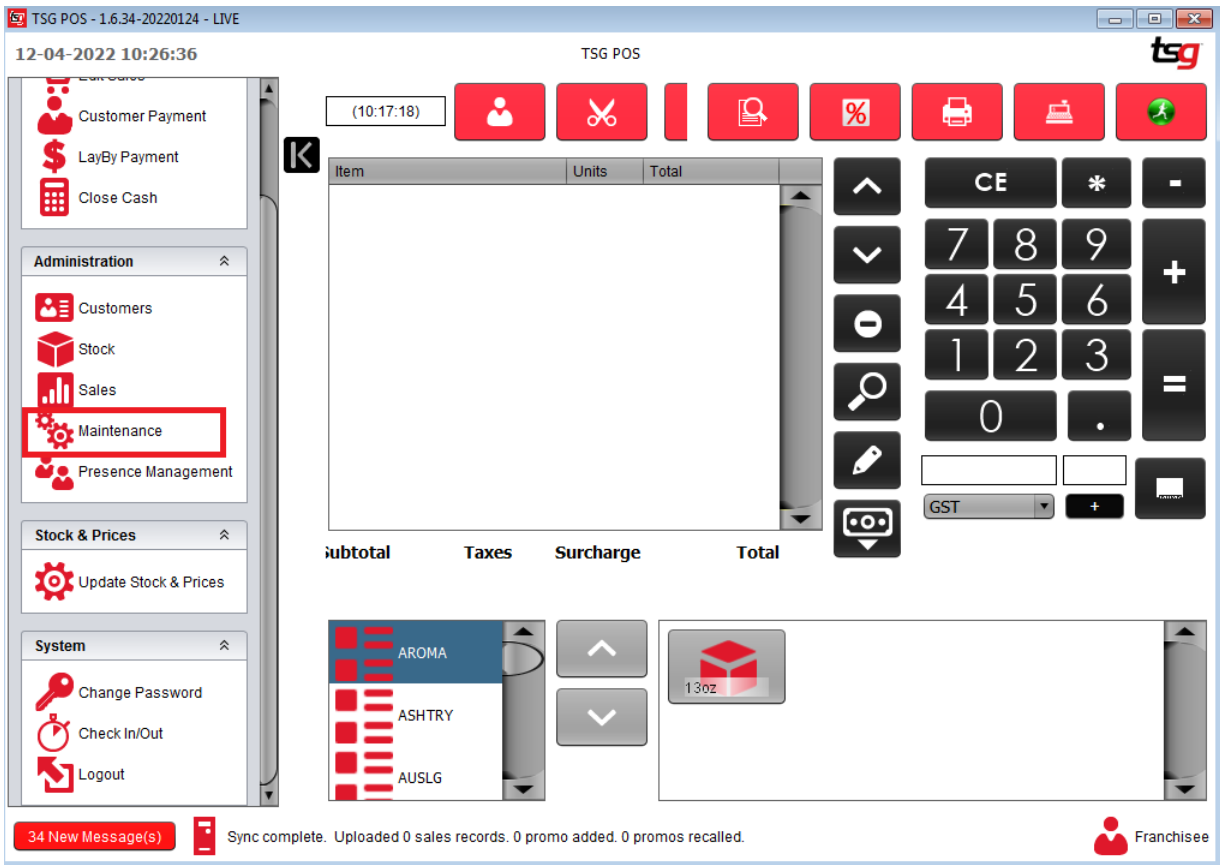 TSG POS - 1.6.34-20220124 - LIVE
12-04-2022 10:26:36
TSG POS
tsg
Edit Sales
Customer Payment
LayBy Payment
Close Cash
Administration
Customers
Stock
Sales
Maintenance
Presence Management
Stock & Prices
Update Stock & Prices
System
Change Password
Check In/Out
Logout
(10:17:18)
%
Item Units Total
CE * -
7 8 9 +
4 5 6
1 2 3 =
0 .
GST +
Subtotal Taxes Surcharge Total
AROMA
ASHTRY
AUSLG
13oz
34 New Message(s)
Sync complete. Uploaded 0 sales records. 0 promo added. 0 promos recalled.
Franchisee